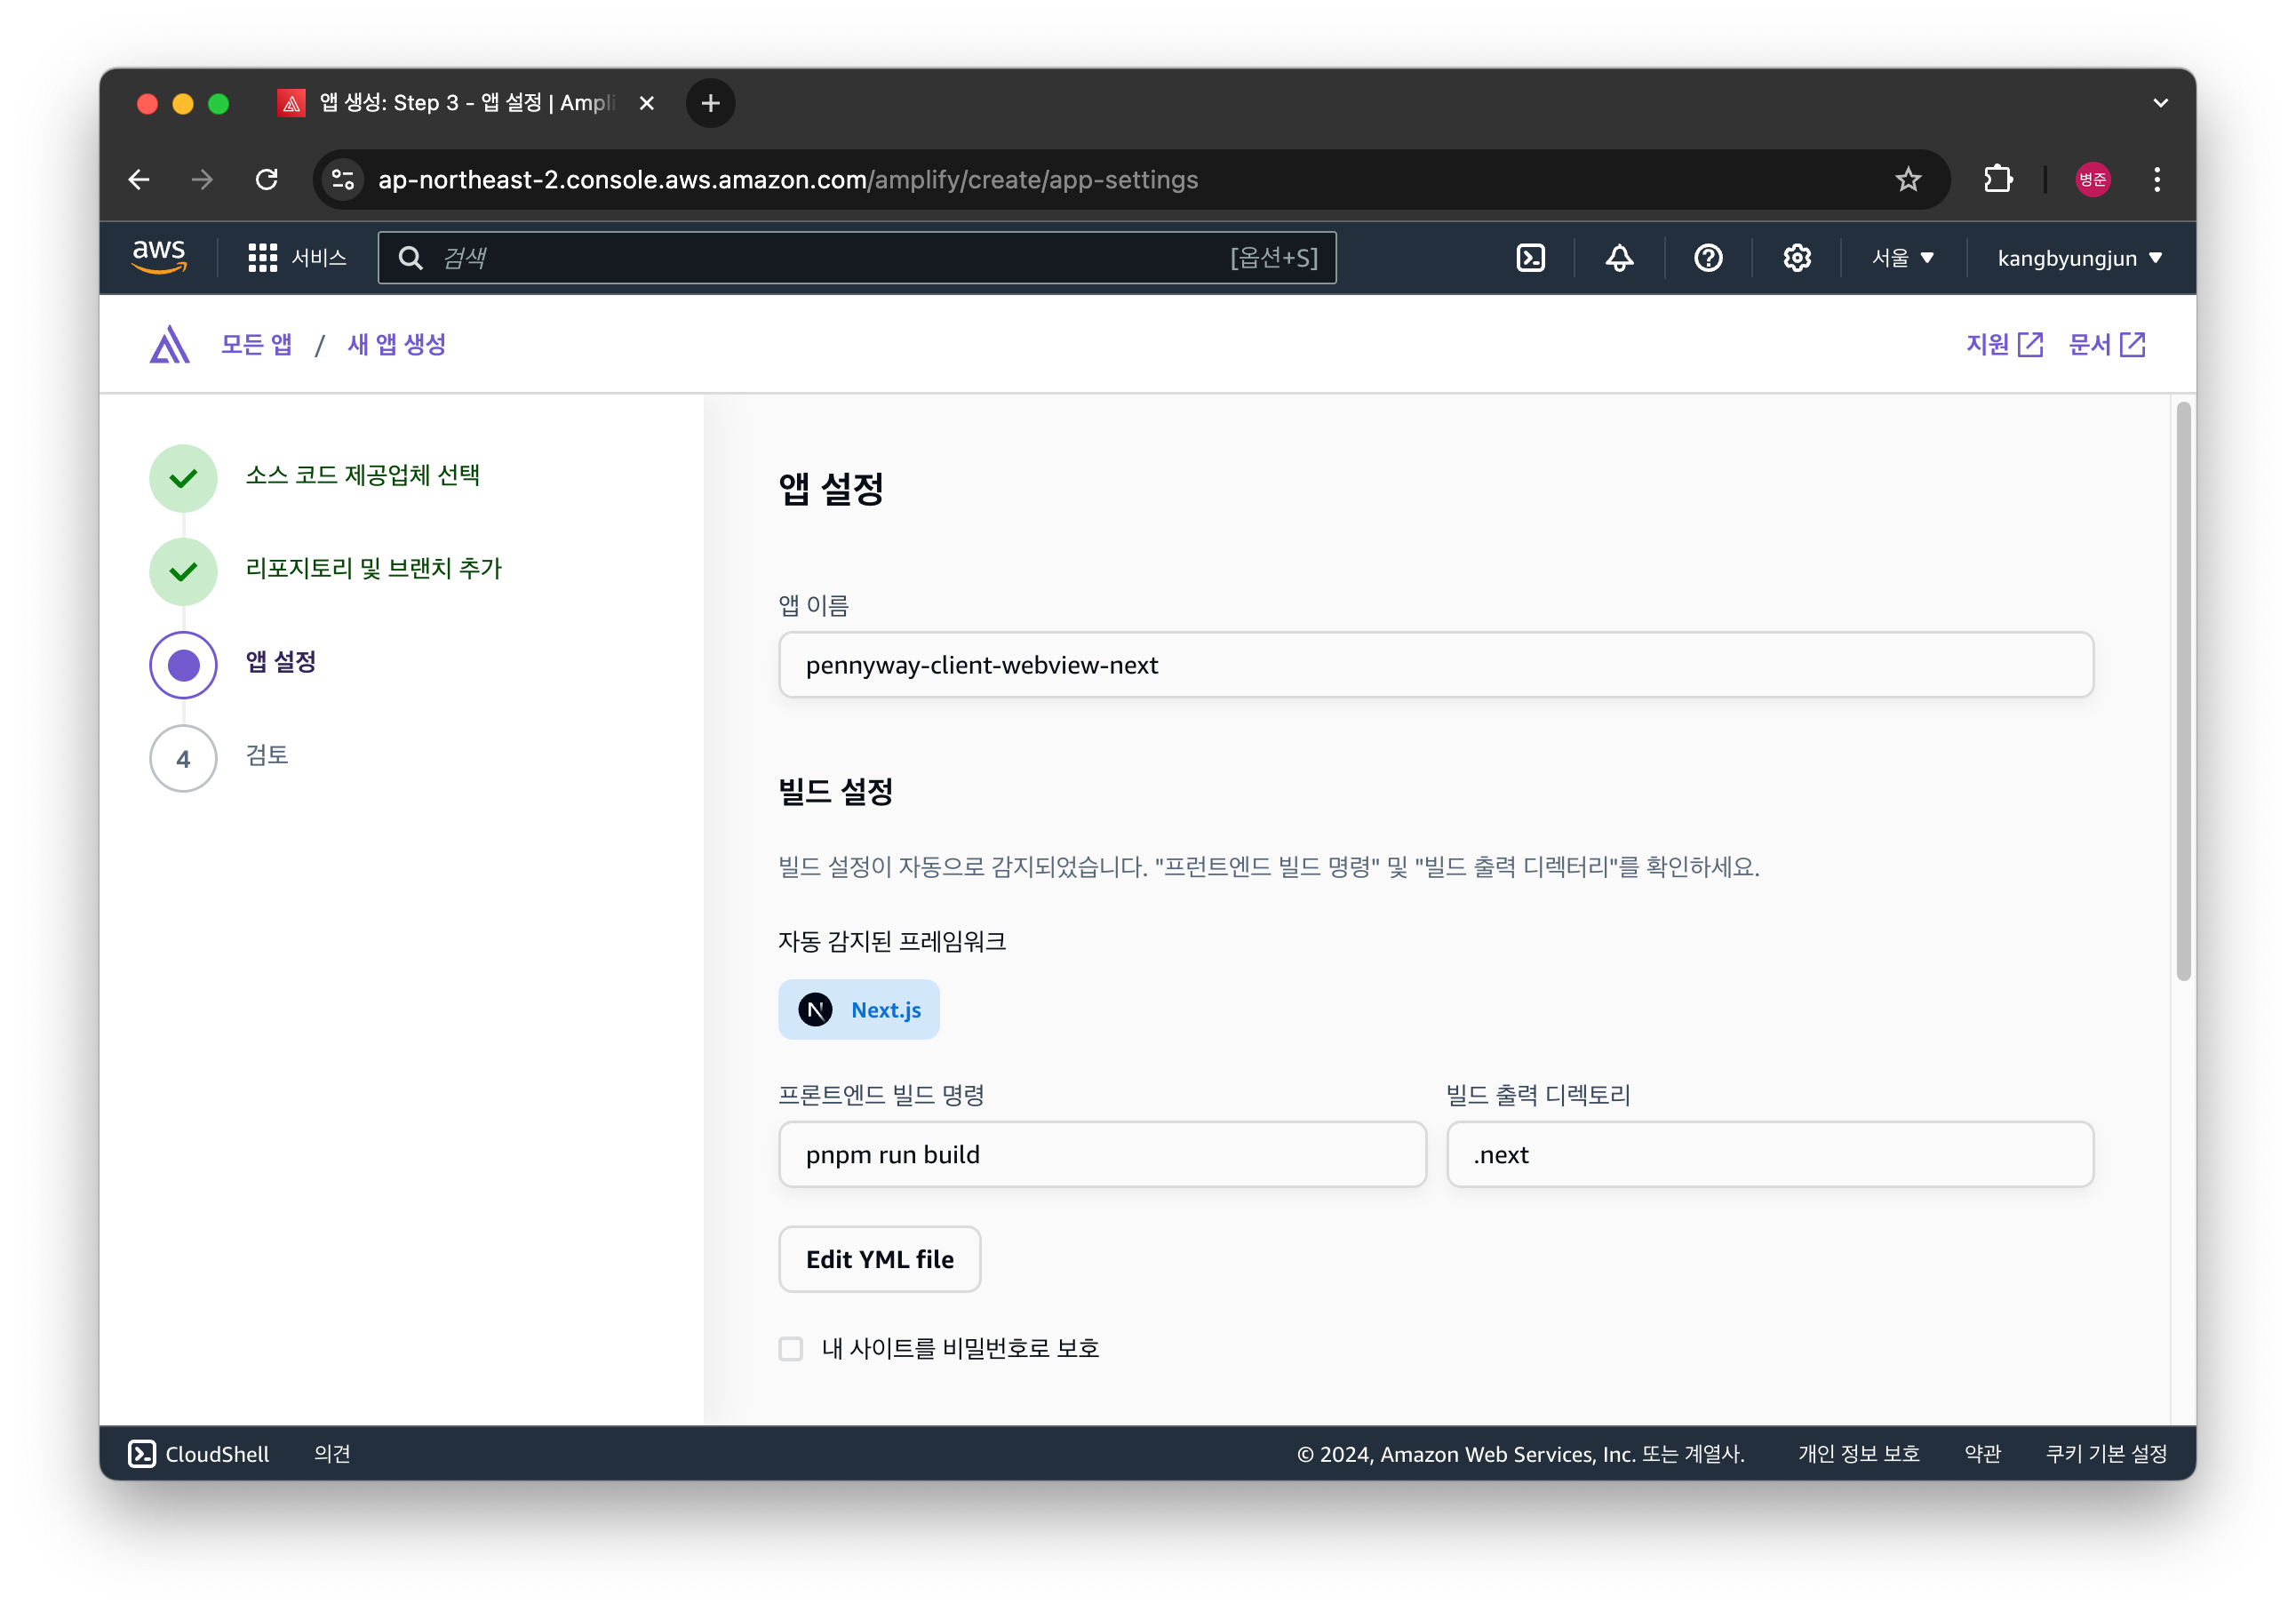 앱 생성: Step 3 - 앱 설정 | Ampli
ap-northeast-2.console.aws.amazon.com/amplify/create/app-settings
병준
aws
서비스
검색
[옵션+S]
서울
kangbyungjun
모든 앱 / 새 앱 생성
지원
문서
소스 코드 제공업체 선택
리포지토리 및 브랜치 추가
앱 설정
4 검토
앱 설정
앱 이름
pennyway-client-webview-next
빌드 설정
빌드 설정이 자동으로 감지되었습니다. "프런트엔드 빌드 명령" 및 "빌드 출력 디렉터리"를 확인하세요.
자동 감지된 프레임워크
N Next.js
프론트엔드 빌드 명령
빌드 출력 디렉토리
pnpm run build
.next
Edit YML file
내 사이트를 비밀번호로 보호
CloudShell
의견
© 2024, Amazon Web Services, Inc. 또는 계열사.
개인 정보 보호
약관
쿠키 기본 설정